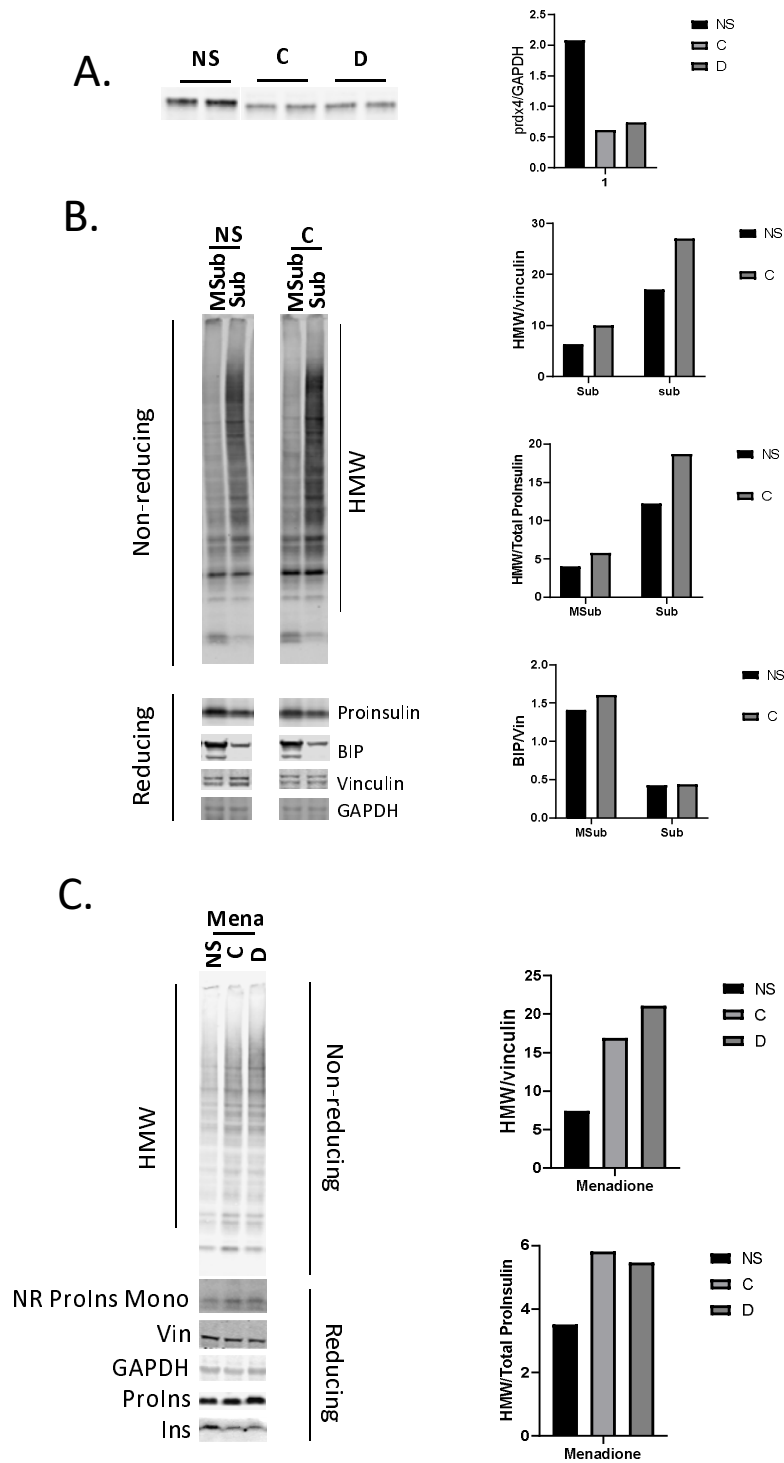 A.
NS C D
prdx4/GAPDH
2.5
2.0
1.5
1.0
0.5
0.0
1
NS
C
D
B.
NS C
MSub Sub MSub Sub
Non-reducing
HMW
Reducing
Proinsulin
BIP
Vinculin
GAPDH
HMW/vinculin
30
20
10
0
Sub sub
NS
C
HMW/Total ProInsulin
20
15
10
5
0
MSub Sub
NS
C
BIP/Vin
2.0
1.5
1.0
0.5
0.0
MSub Sub
NS
C
C.
Mena
NS C D
HMW
Non-reducing
NR ProIns Mono
Vin
GAPDH
ProIns
Ins
Reducing
HMW/vinculin
25
20
15
10
5
0
Menadione
NS
C
D
HMW/Total ProInsulin
6
4
2
0
Menadione
NS
C
D